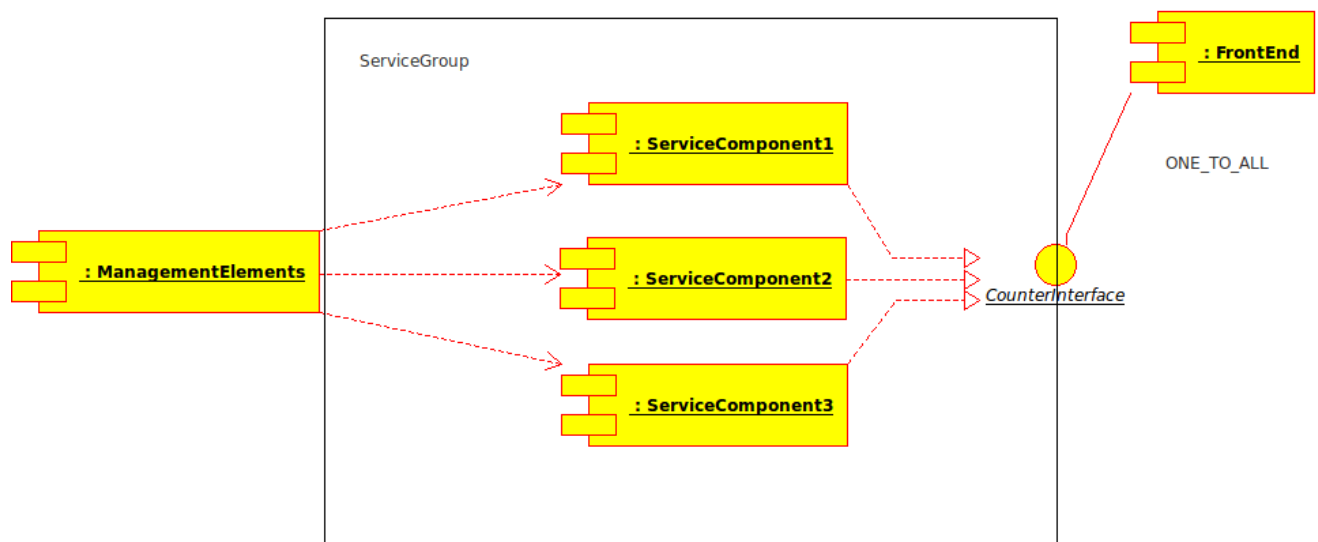 : FrontEnd
ServiceGroup
: ServiceComponent1
ONE_TO_ALL
: ManagementElements
: ServiceComponent2
CounterInterface
: ServiceComponent3